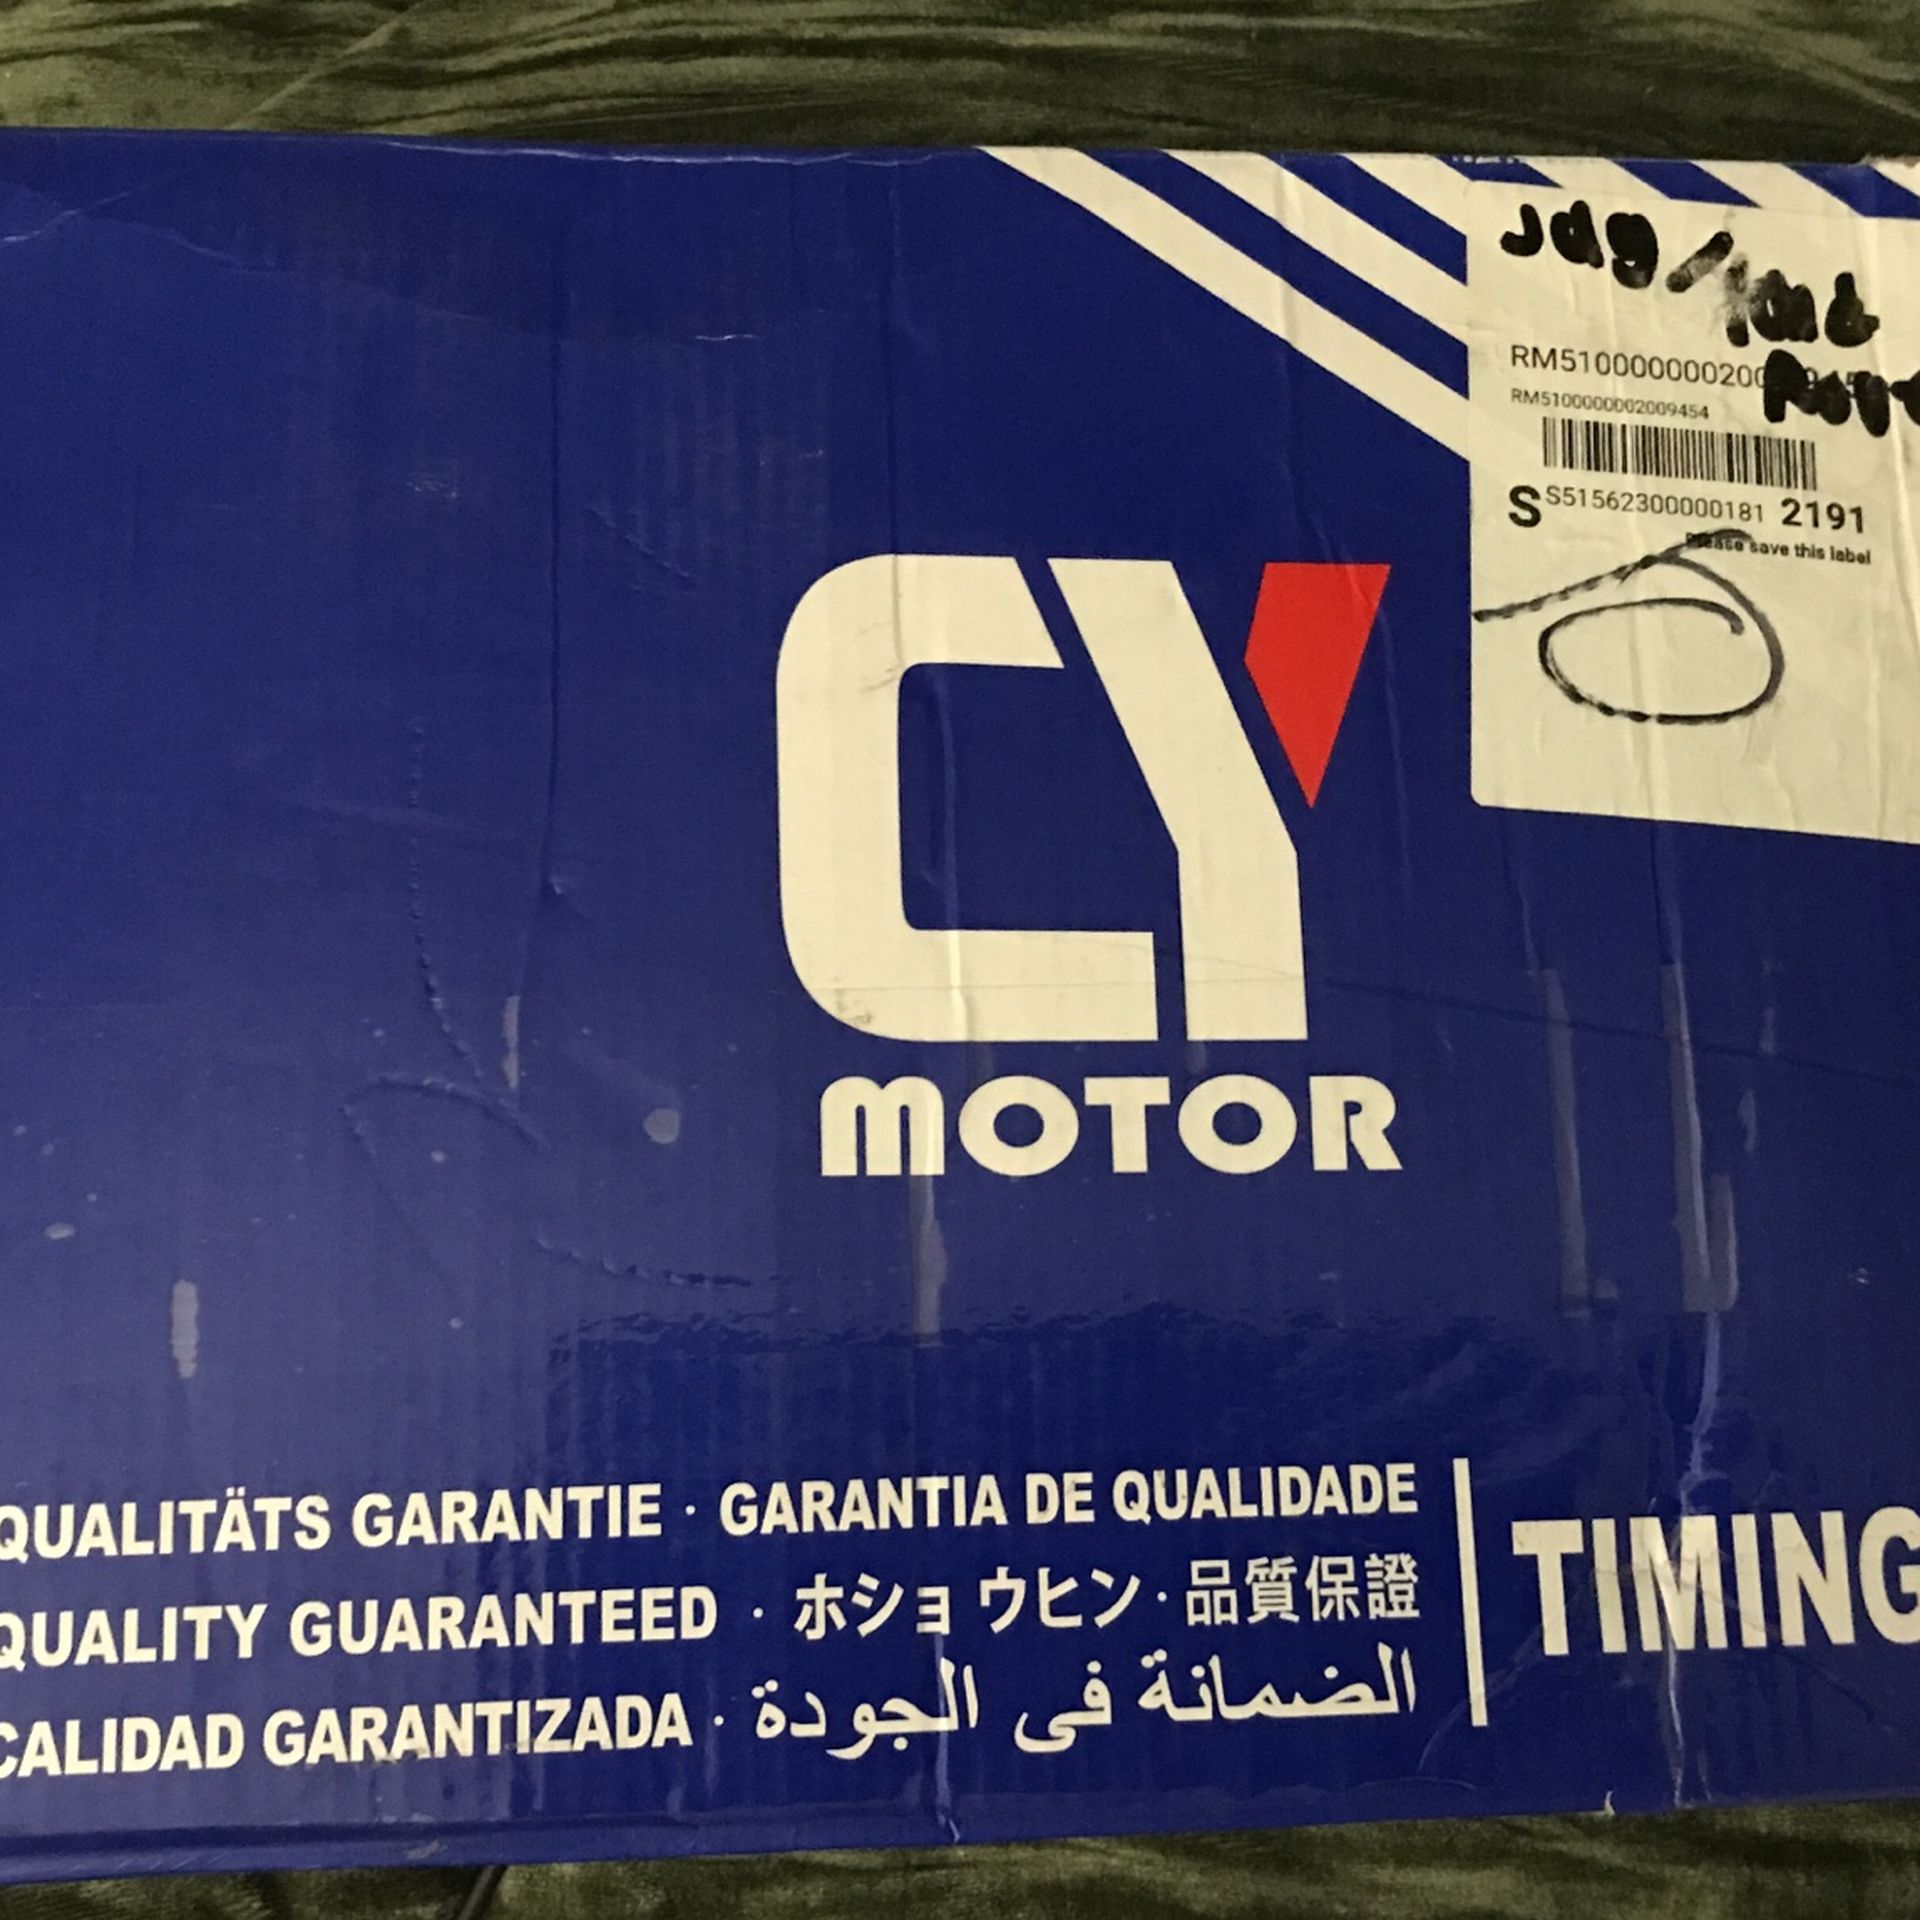 RM5100000002009454
S S51562300000181 2191
Please save this label
CY
MOTOR
QUALITÄTS GARANTIE · GARANTIA DE QUALIDADE
QUALITY GUARANTEED · ホショウヒン · 品質保證
CALIDAD GARANTIZADA · الضمانة فى الجودة
TIMING